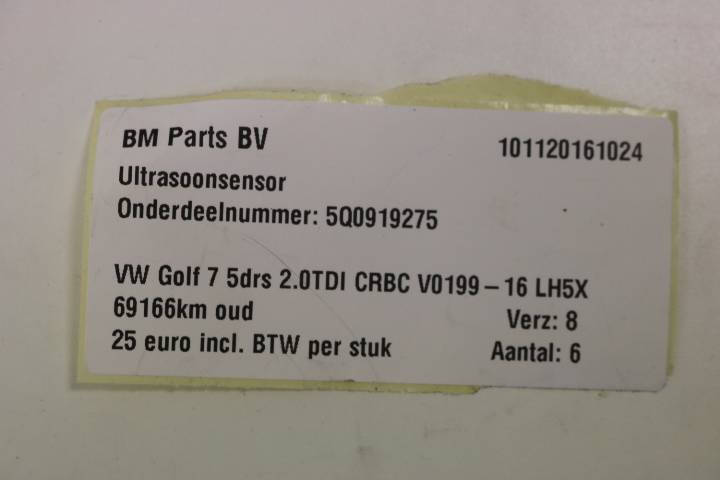 BM Parts BV 101120161024
Ultrasoonsensor
Onderdeelnummer: 5Q0919275
VW Golf 7 5drs 2.0TDI CRBC V0199-16 LH5X
69166km oud Verz: 8
25 euro incl. BTW per stuk Aantal: 6